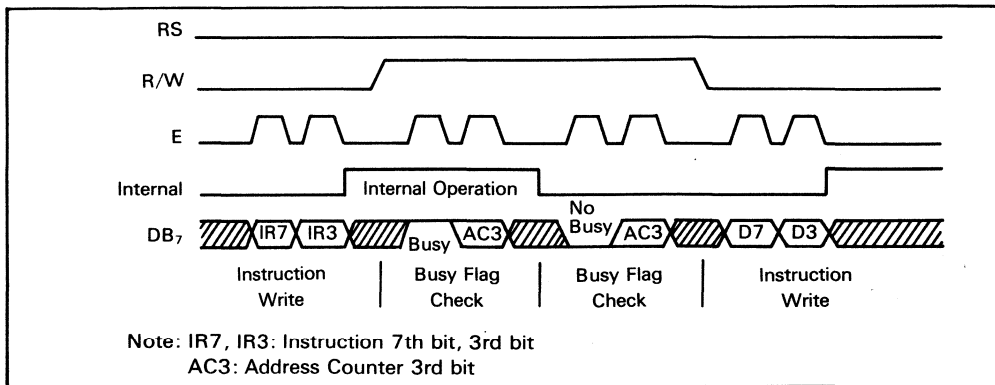 RS
R/W
E
Internal
Internal Operation
DB7
IR7 IR3 Busy AC3 No Busy AC3 D7 D3
Instruction Write
Busy Flag Check
Busy Flag Check
Instruction Write
Note: IR7, IR3: Instruction 7th bit, 3rd bit
AC3: Address Counter 3rd bit